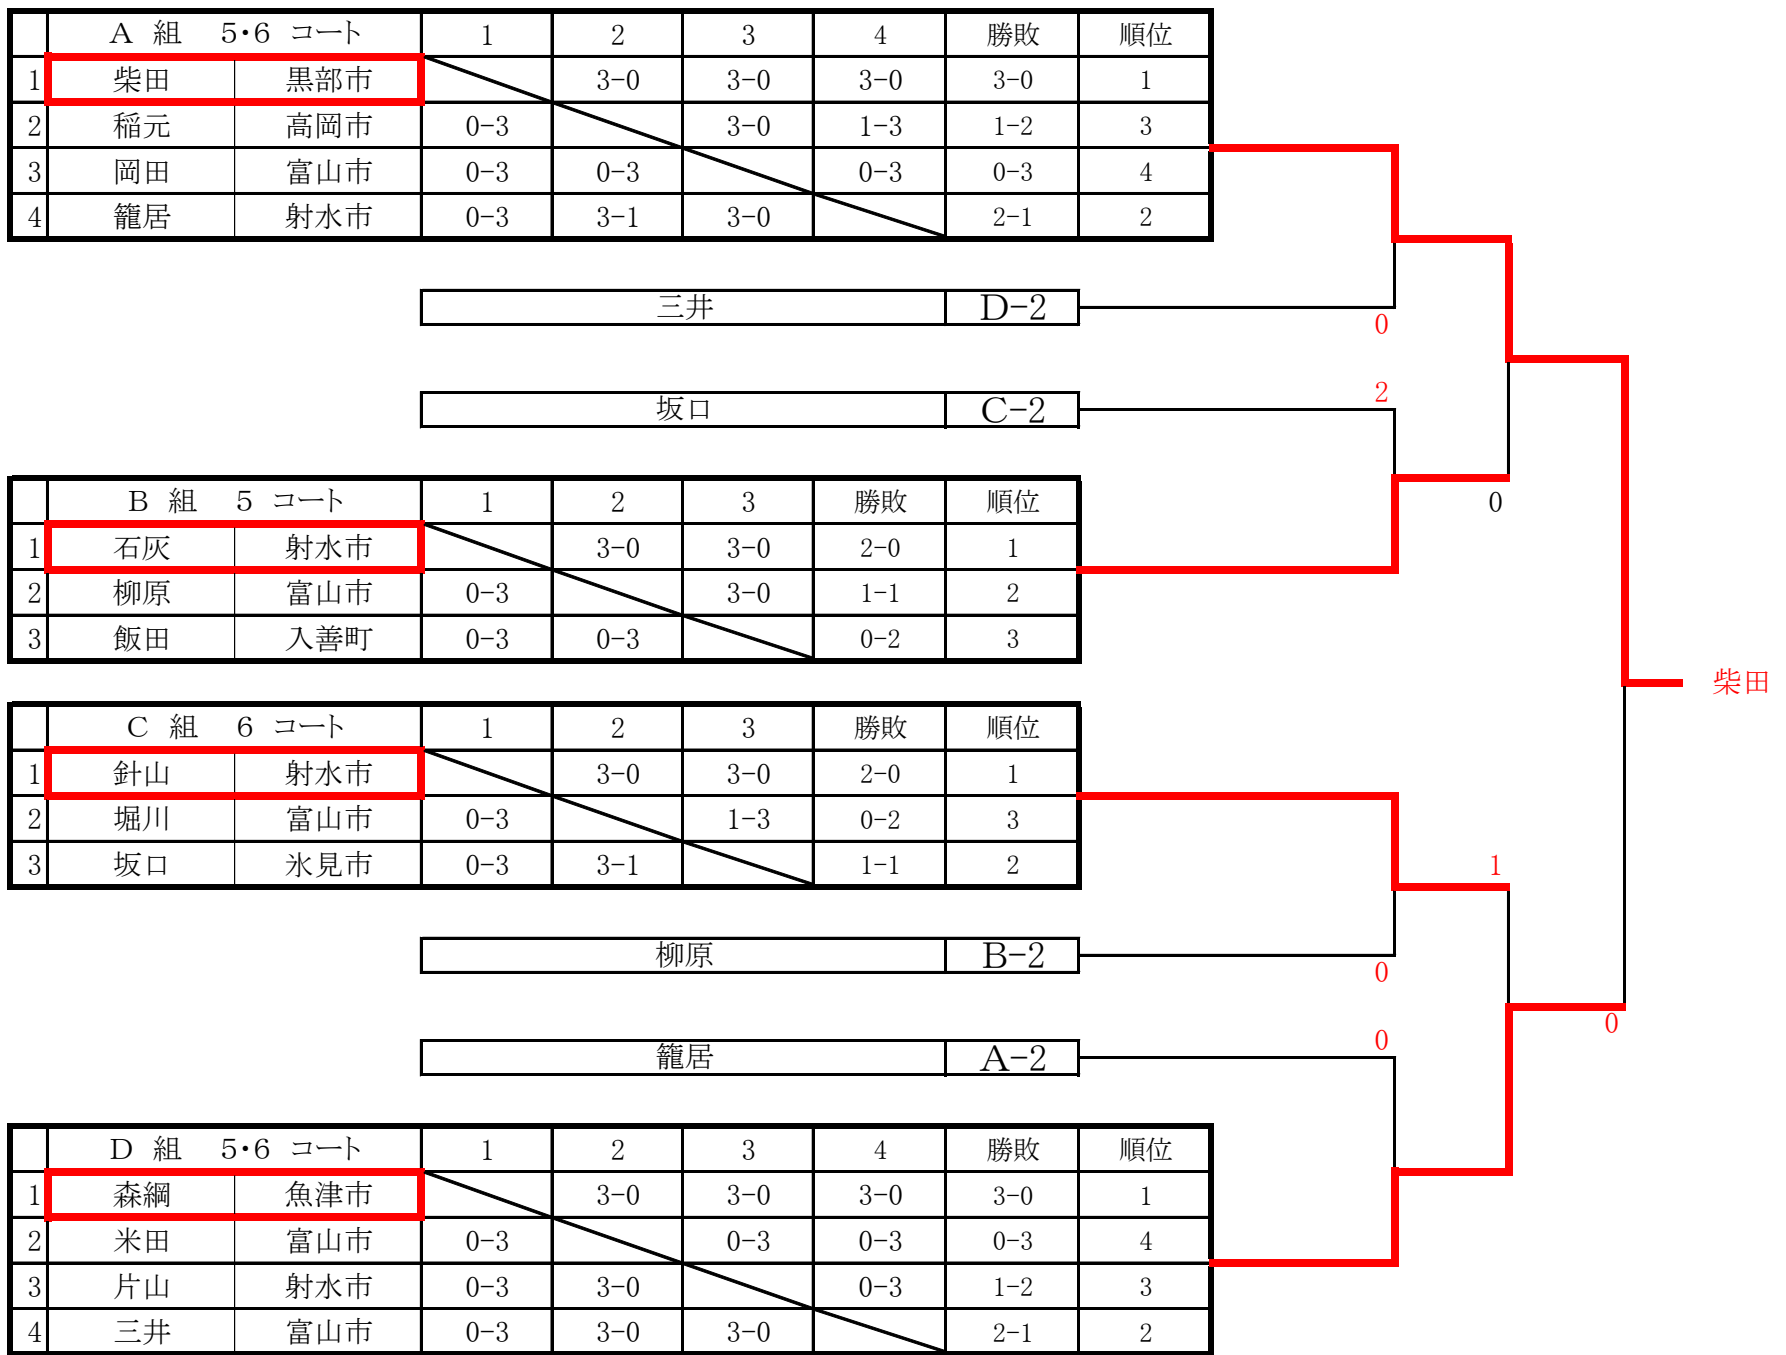 A 組 5・6 コート 1 2 3 4 勝敗 順位
1 柴田 黒部市 3-0 3-0 3-0 3-0 1
2 稲元 高岡市 0-3 3-0 1-3 1-2 3
3 岡田 富山市 0-3 0-3 0-3 0-3 4
4 籠居 射水市 0-3 3-1 3-0 2-1 2
三井 D-2
0
2
坂口 C-2
B 組 5 コート 1 2 3 勝敗 順位
0
1 石灰 射水市 3-0 3-0 2-0 1
2 柳原 富山市 0-3 3-0 1-1 2
3 飯田 入善町 0-3 0-3 0-2 3
柴田
C 組 6 コート 1 2 3 勝敗 順位
1 針山 射水市 3-0 3-0 2-0 1
2 堀川 富山市 0-3 1-3 0-2 3
3 坂口 氷見市 0-3 3-1 1-1 2
1
柳原 B-2
0
0
0
籠居 A-2
D 組 5・6 コート 1 2 3 4 勝敗 順位
1 森綱 魚津市 3-0 3-0 3-0 3-0 1
2 米田 富山市 0-3 0-3 0-3 0-3 4
3 片山 射水市 0-3 3-0 0-3 1-2 3
4 三井 富山市 0-3 3-0 3-0 2-1 2